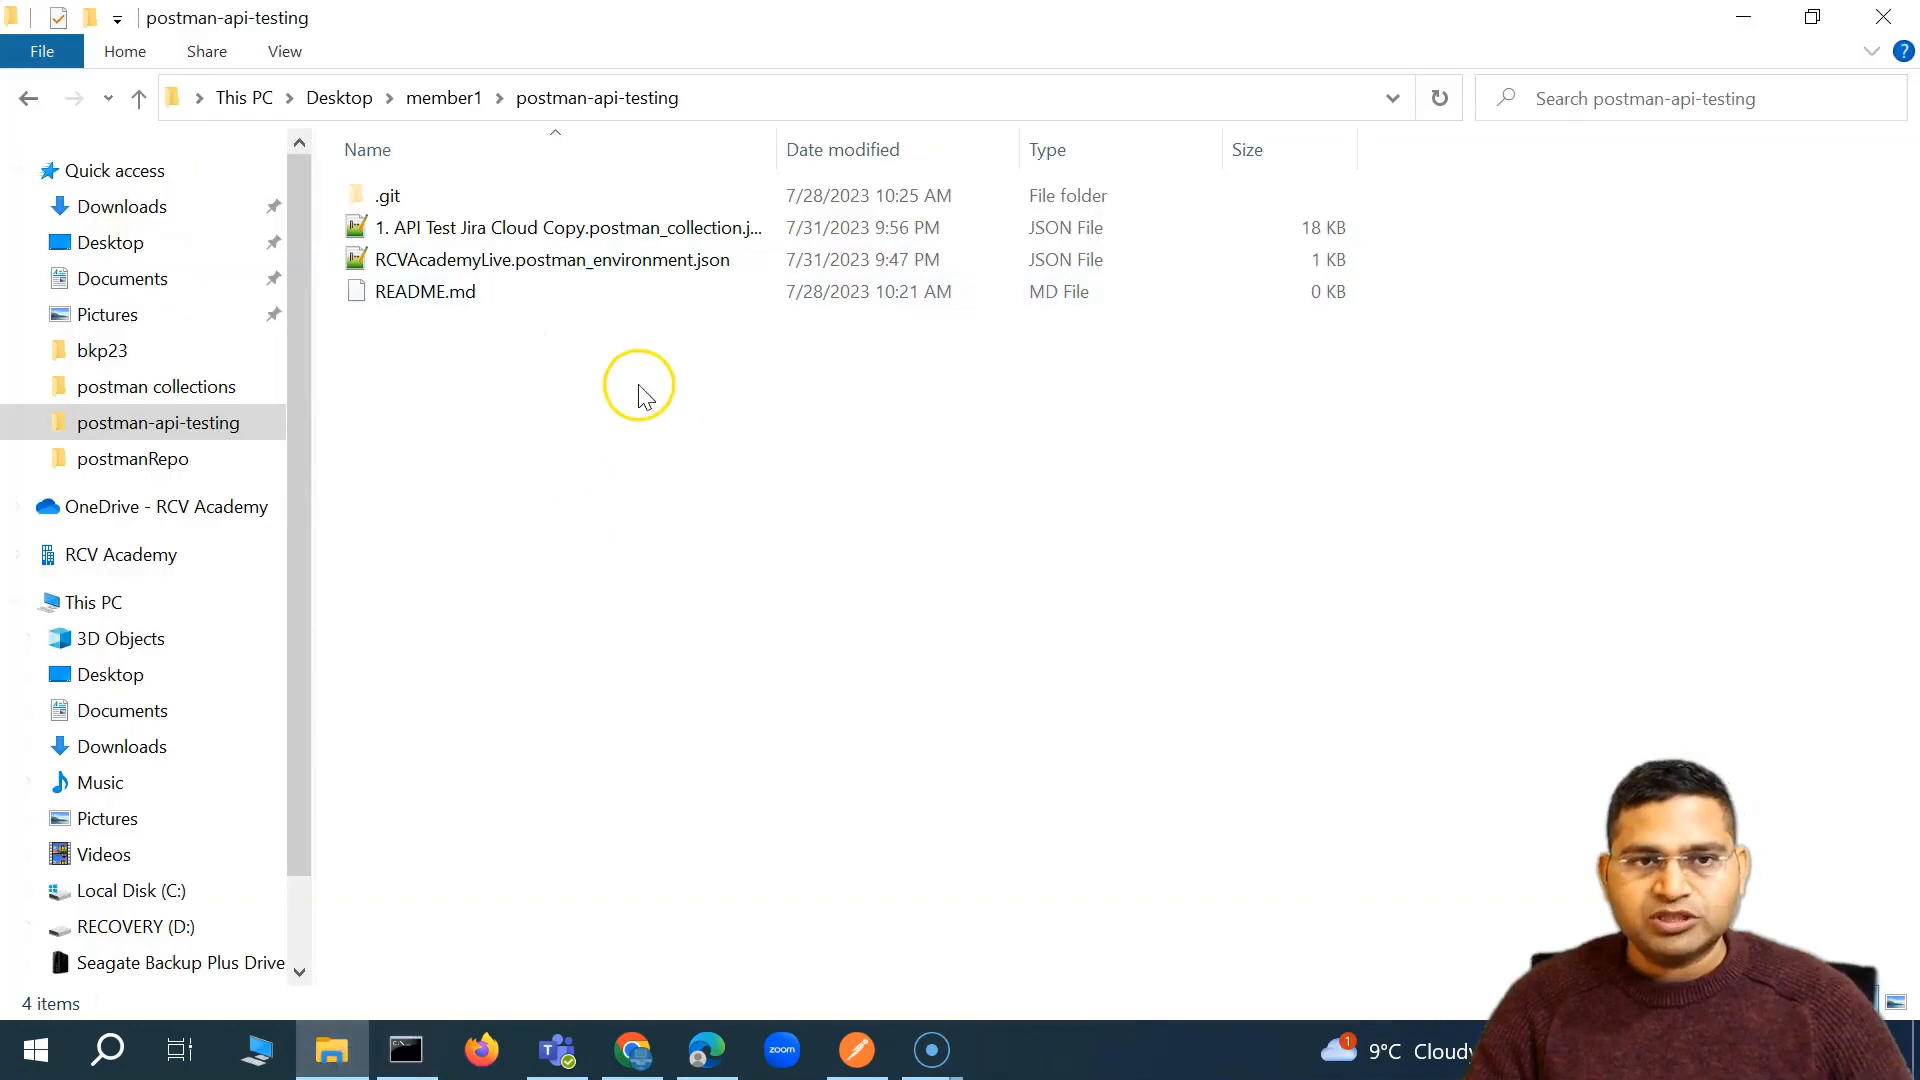 postman-api-testing
File Home Share View
This PC Desktop member1 postman-api-testing
Search postman-api-testing
Name Date modified Type Size
.git 7/28/2023 10:25 AM File folder
1. API Test Jira Cloud Copy.postman_collection.j... 7/31/2023 9:56 PM JSON File 18 KB
RCVAcademyLive.postman_environment.json 7/31/2023 9:47 PM JSON File 1 KB
README.md 7/28/2023 10:21 AM MD File 0 KB
Quick access
Downloads
Desktop
Documents
Pictures
bkp23
postman collections
postman-api-testing
postmanRepo
OneDrive - RCV Academy
RCV Academy
This PC
3D Objects
Desktop
Documents
Downloads
Music
Pictures
Videos
Local Disk (C:)
RECOVERY (D:)
Seagate Backup Plus Drive
4 items
zoom
1
9°C Cloudy